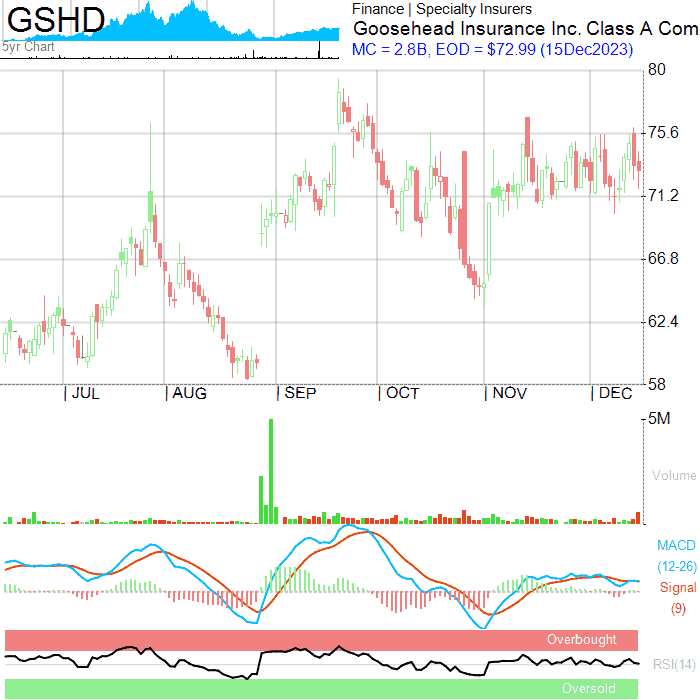 GSHD
5yr Chart
Finance | Specialty Insurers
Goosehead Insurance Inc. Class A Com
MC = 2.8B, EOD = $72.99 (15Dec2023)
80
75.6
71.2
66.8
62.4
58
| JUL | AUG | SEP | OCT | NOV | DEC
5M
Volume
MACD
(12-26)
Signal
(9)
Overbought
RSI(14)
Oversold